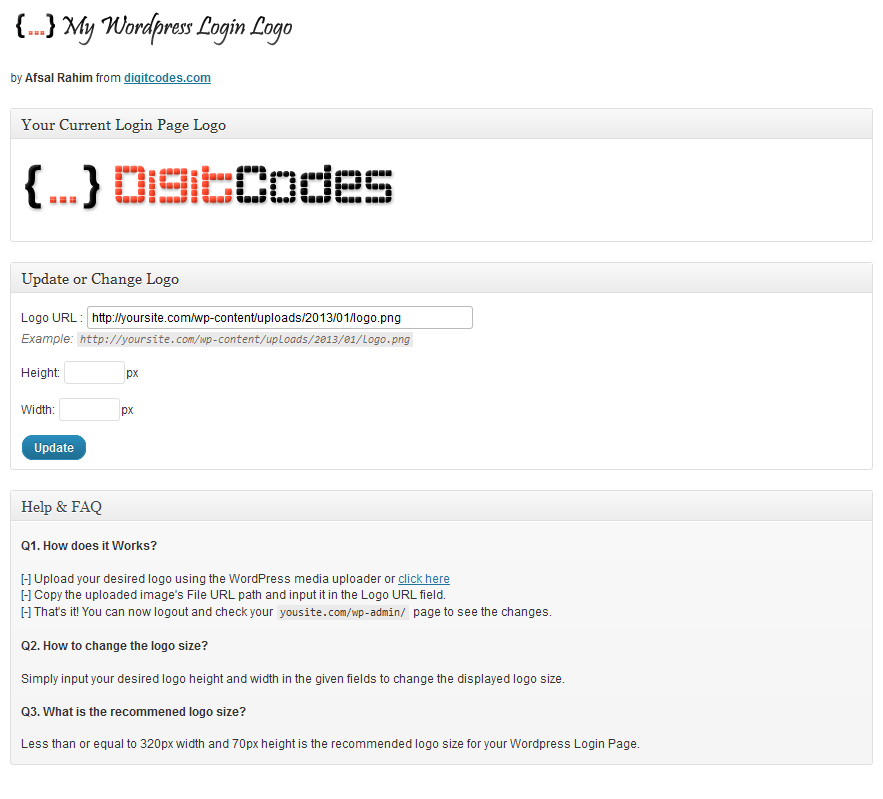 {...} My Wordpress Login Logo
by Afsal Rahim from digitcodes.com
Your Current Login Page Logo
{...} DigitCodes
Update or Change Logo
Logo URL : http://yoursite.com/wp-content/uploads/2013/01/logo.png
Example: http://yoursite.com/wp-content/uploads/2013/01/logo.png
Height: px
Width: px
Update
Help & FAQ
Q1. How does it Works?
[-] Upload your desired logo using the WordPress media uploader or click here
[-] Copy the uploaded image's File URL path and input it in the Logo URL field.
[-] That's it! You can now logout and check your yousite.com/wp-admin/ page to see the changes.
Q2. How to change the logo size?
Simply input your desired logo height and width in the given fields to change the displayed logo size.
Q3. What is the recommened logo size?
Less than or equal to 320px width and 70px height is the recommended logo size for your Wordpress Login Page.